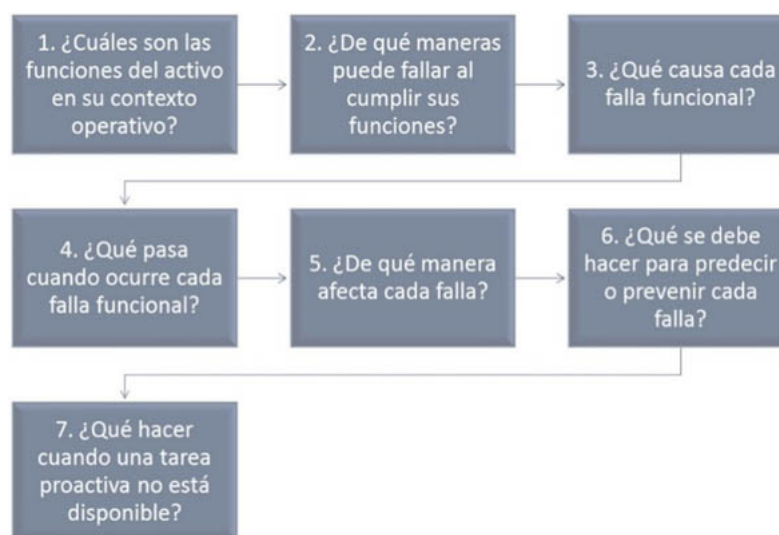 1. ¿Cuáles son las
funciones del activo
en su contexto
operativo?
2. ¿De qué maneras
puede fallar al
cumplir sus
funciones?
3. ¿Qué causa cada
falla funcional?
4. ¿Qué pasa
cuando ocurre cada
falla funcional?
5. ¿De qué manera
afecta cada falla?
6. ¿Qué se debe
hacer para predecir
o prevenir cada
falla?
7. ¿Qué hacer
cuando una tarea
proactiva no está
disponible?